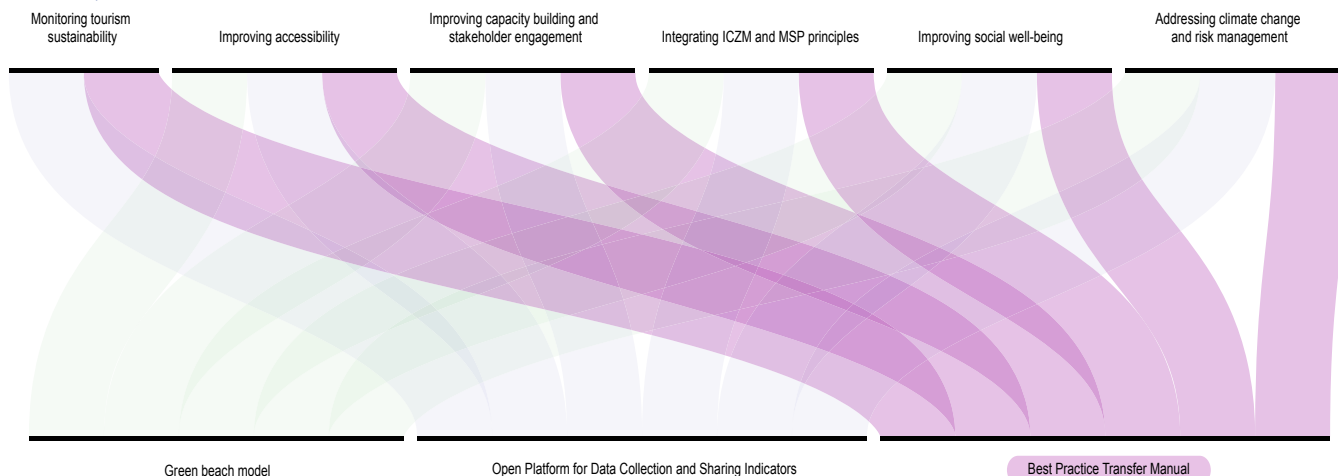 Monitoring tourism
sustainability
Improving accessibility
Improving capacity building and
stakeholder engagement
Integrating ICZM and MSP principles
Improving social well-being
Addressing climate change
and risk management
Green beach model
Open Platform for Data Collection and Sharing Indicators
Best Practice Transfer Manual